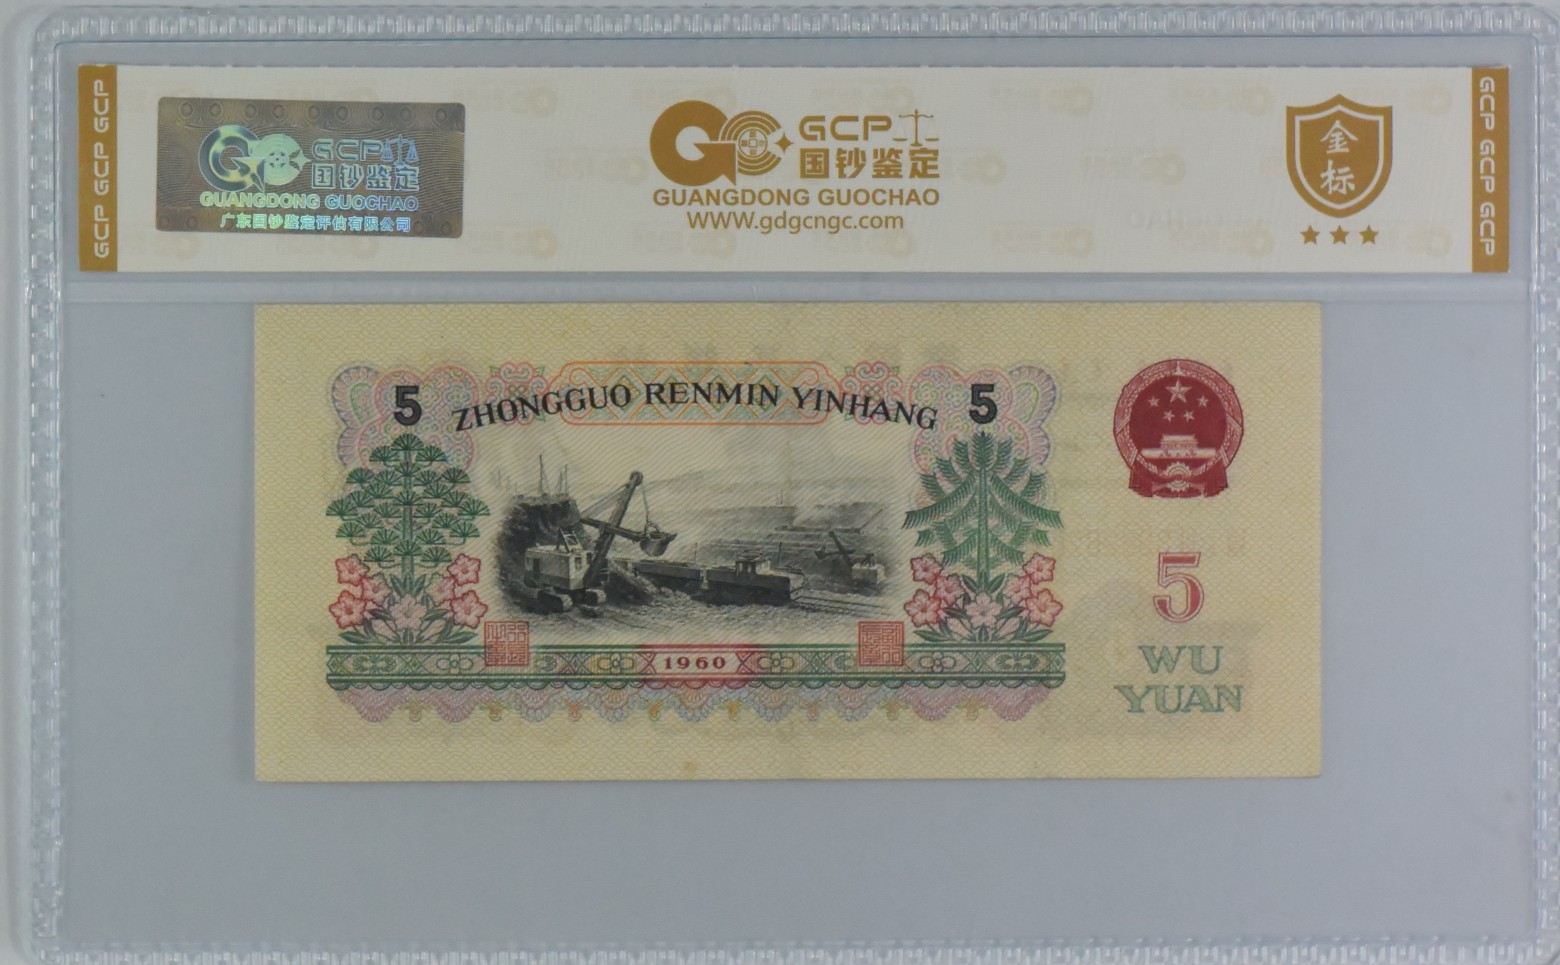 GCP GCP GCP
GCP
国钞鉴定
GUANGDONG GUOCHAO
广东国钞鉴定评估有限公司
GCP
国钞鉴定
GUANGDONG GUOCHAO
WWW.gdgcngc.com
金标
GCP GCP GCP
5
ZHONGGUO RENMIN YINHANG
5
1960
5
WU
YUAN